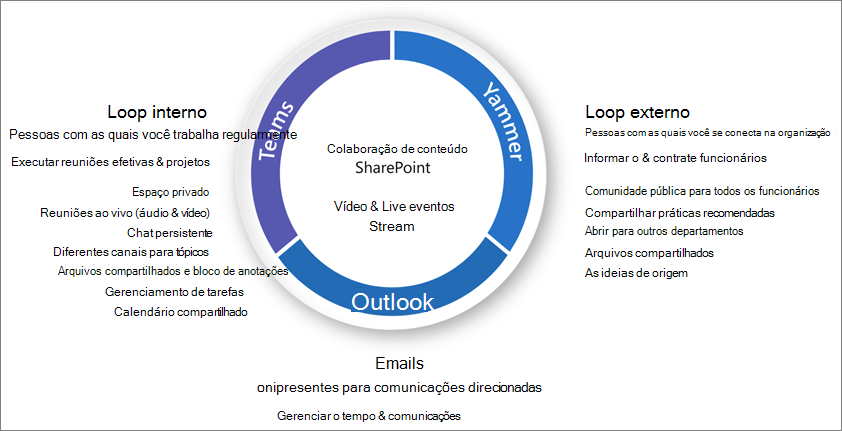 Loop interno
Pessoas com as quais você trabalha regularmente
Executar reuniões efetivas & projetos
Espaço privado
Reuniões ao vivo (áudio & vídeo)
Chat persistente
Diferentes canais para tópicos
Arquivos compartilhados e bloco de anotações
Gerenciamento de tarefas
Calendário compartilhado
Teems
Yammer
Colaboração de conteúdo
SharePoint
Vídeo & Live eventos
Stream
Outlook
Loop externo
Pessoas com as quais você se conecta na organização
Informar o & contrate funcionários
Comunidade pública para todos os funcionários
Compartilhar práticas recomendadas
Abrir para outros departamentos
Arquivos compartilhados
As ideias de origem
Emails
onipresentes para comunicações direcionadas
Gerenciar o tempo & comunicações